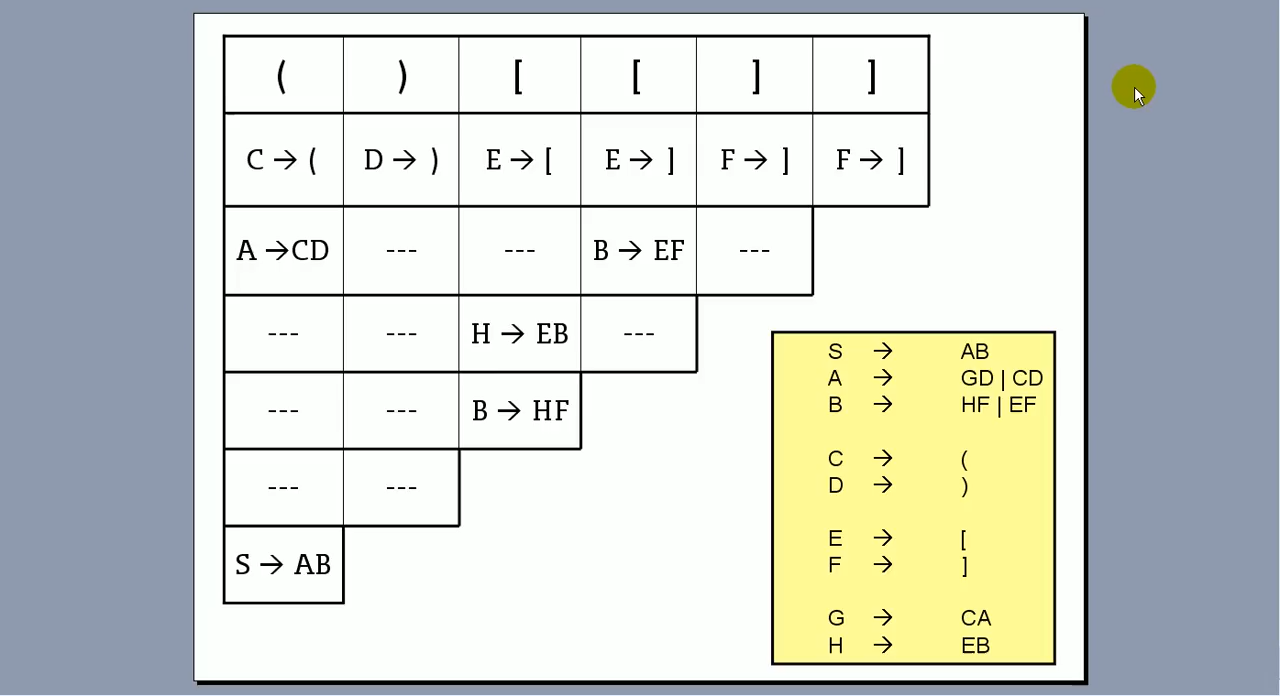 ( ) [ [ ] ]
C → ( D → ) E → [ E → ] F → ] F → ]
A →CD --- --- B → EF ---
--- --- H → EB ---
--- --- B → HF
--- ---
S → AB
S → AB
A → GD | CD
B → HF | EF
C → (
D → )
E → [
F → ]
G → CA
H → EB